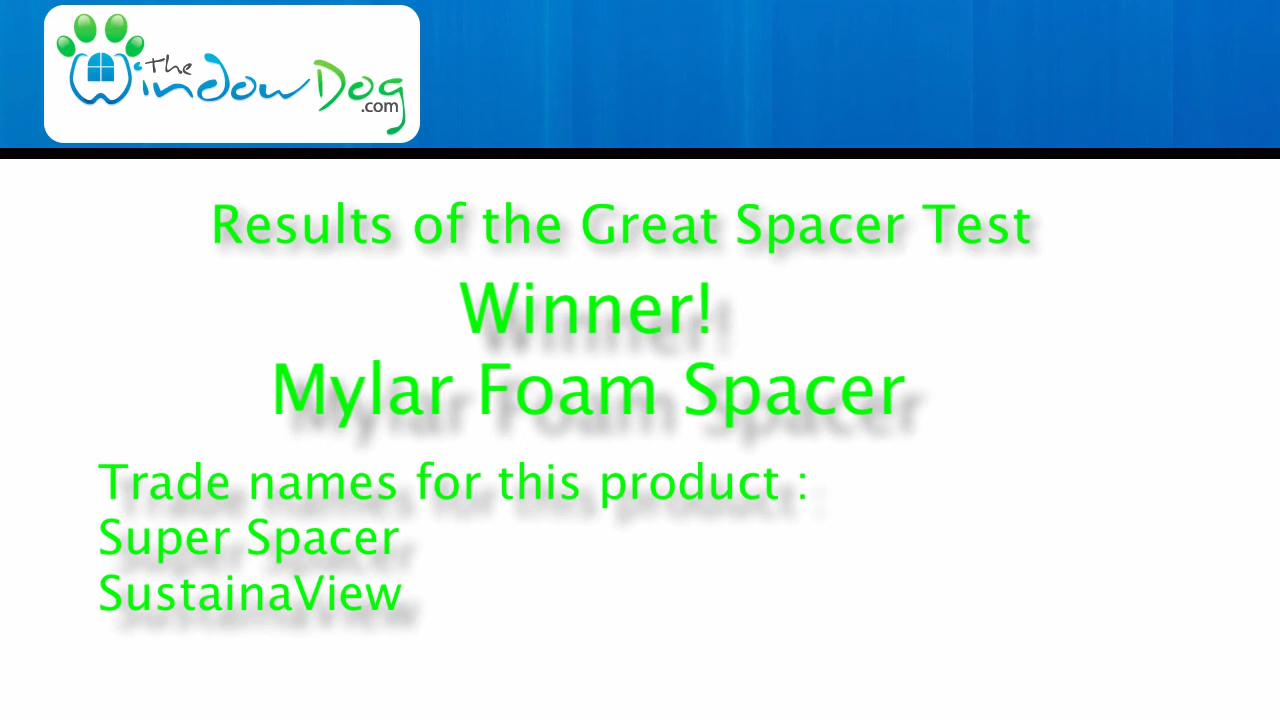 The
WindowDog
.com
Results of the Great Spacer Test
Winner!
Mylar Foam Spacer
Trade names for this product :
Super Spacer
SustainaView